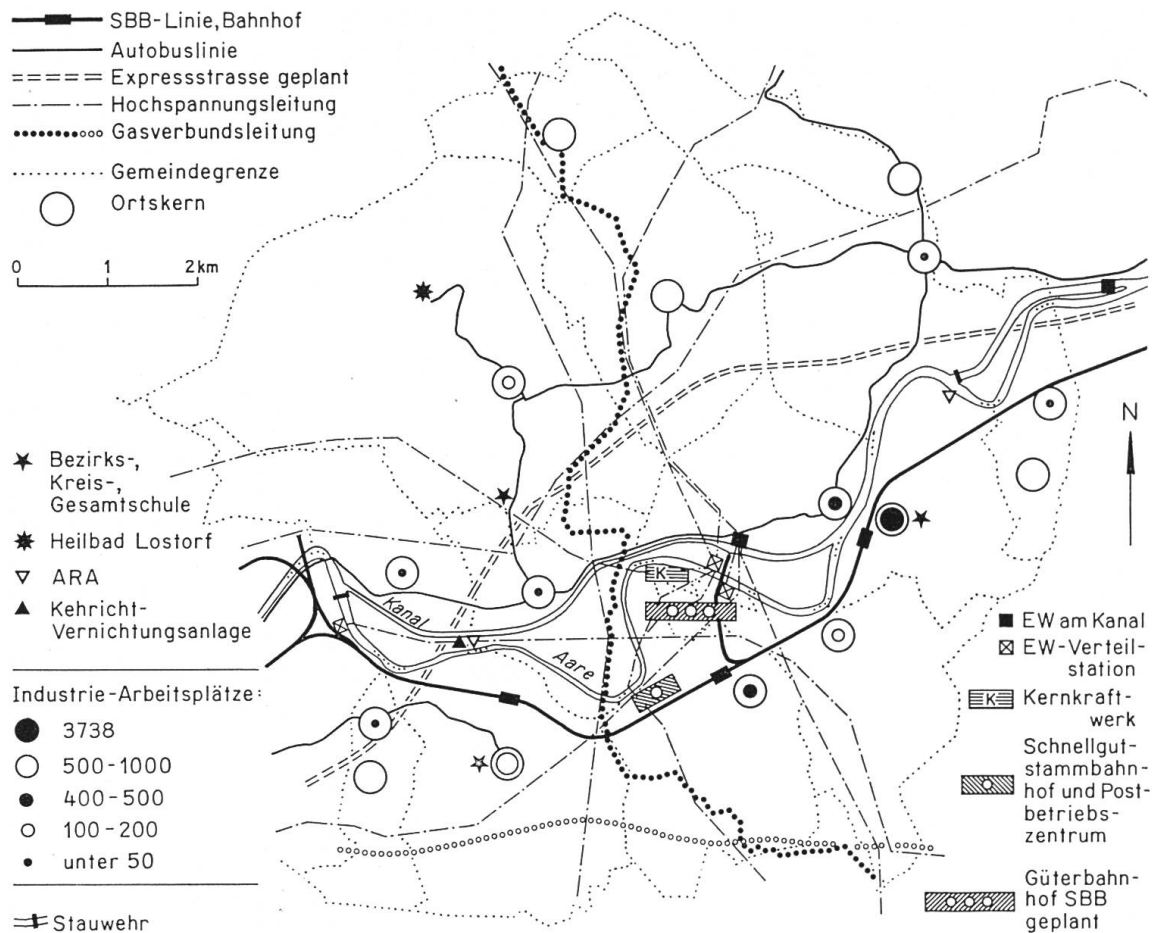 SBB-Linie, Bahnhof
Autobuslinie
Expressstrasse geplant
Hochspannungsleitung
Gasverbundsleitung
Gemeindegrenze
Ortskern
0 1 2 km
Bezirks-,
Kreis-,
Gesamtschule
Heilbad Lostorf
ARA
Kehricht-
Vernichtungsanlage
Industrie-Arbeitsplätze:
3738
500-1000
400-500
100-200
unter 50
Stauwehr
Kanal
Aare
K
N
EW am Kanal
EW-Verteil-
station
K
Kernkraft-
werk
Schnellgut-
stammbahn-
hof und Post-
betriebs-
zentrum
Güterbahn-
hof SBB
geplant